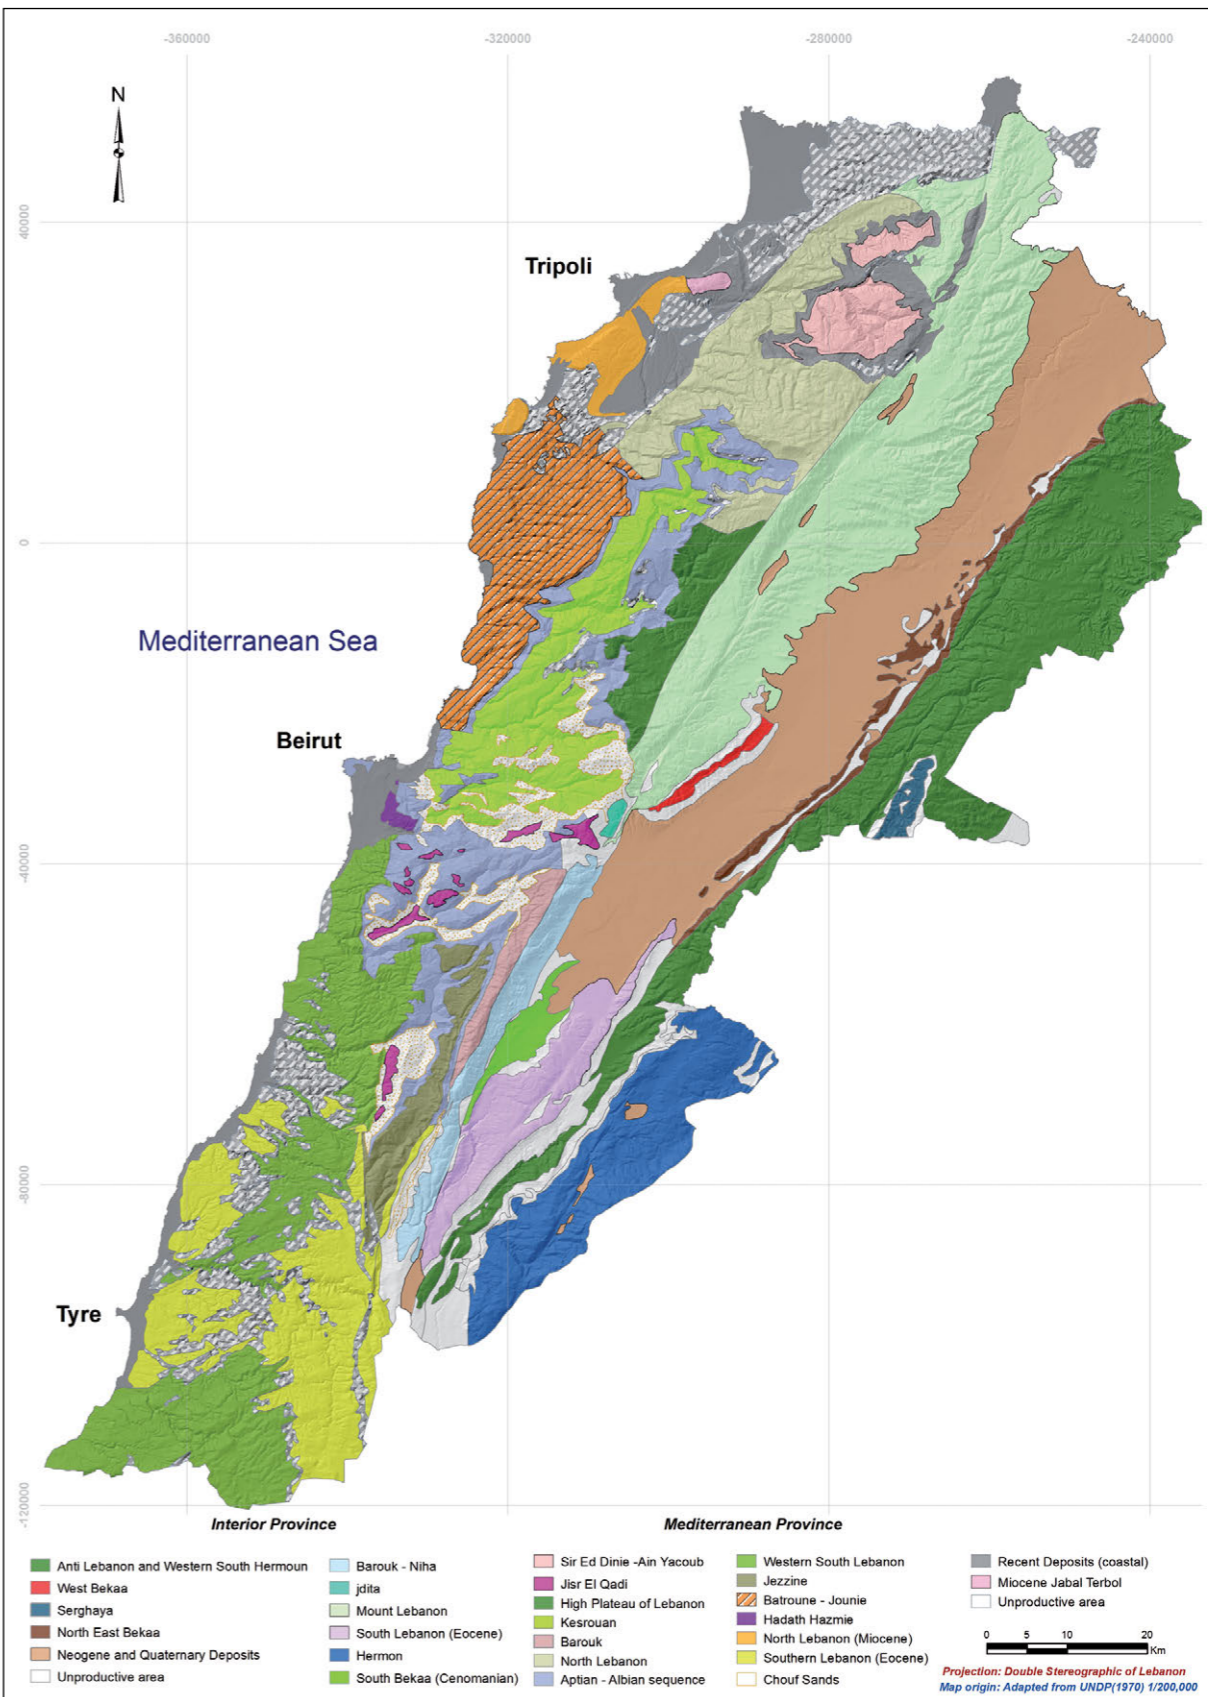 -360000
-320000
-280000
-240000
N
40000
Tripoli
0
Mediterranean Sea
Beirut
-40000
-80000
Tyre
-120000
Interior Province
Mediterranean Province
Anti Lebanon and Western South Hermoun
West Bekaa
Serghaya
North East Bekaa
Neogene and Quaternary Deposits
Unproductive area
Barouk - Niha
jdita
Mount Lebanon
South Lebanon (Eocene)
Hermon
South Bekaa (Cenomanian)
Sir Ed Dinie -Ain Yacoub
Jisr El Qadi
High Plateau of Lebanon
Kesrouan
Barouk
North Lebanon
Aptian - Albian sequence
Western South Lebanon
Jezzine
Batroune - Jounie
Hadath Hazmie
North Lebanon (Miocene)
Southern Lebanon (Eocene)
Chouf Sands
Recent Deposits (coastal)
Miocene Jabal Terbol
Unproductive area
0 5 10 20
Km
Projection: Double Stereographic of Lebanon
Map origin: Adapted from UNDP(1970) 1/200,000